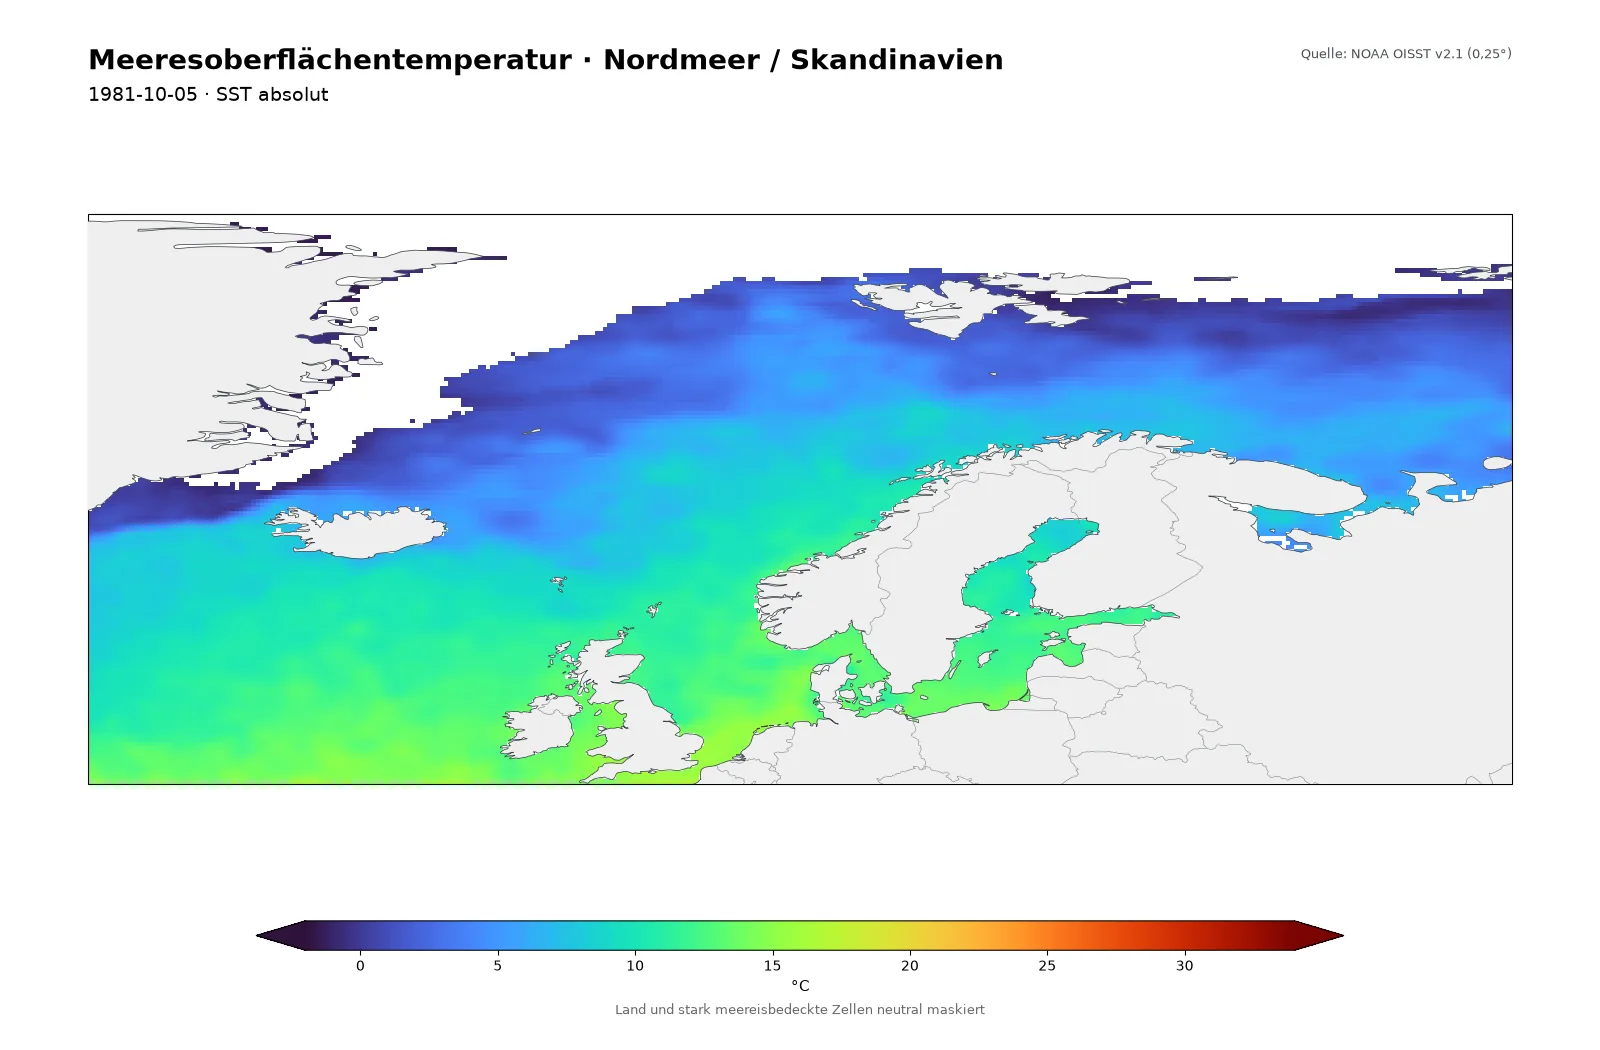 Meeresoberflächentemperatur · Nordmeer / Skandinavien
Quelle: NOAA OISST v2.1 (0,25°)
1981-10-05 · SST absolut
0 5 10 15 20 25 30
°C
Land und stark meereisbedeckte Zellen neutral maskiert